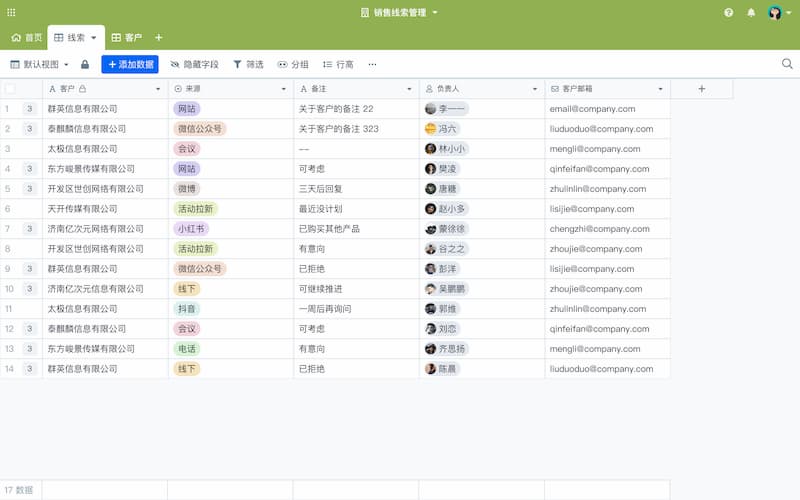 销售线索管理
首页 线索 客户
默认视图 添加数据 隐藏字段 筛选 分组 行高
客户 来源 备注 负责人 客户邮箱
1 3 群英信息有限公司 网站 关于客户的备注 22 李一一 email@company.com
2 3 泰麒麟信息有限公司 微信公众号 关于客户的备注 323 冯六 liuduoduo@company.com
3 太极信息有限公司 会议 -- 林小小 mengli@company.com
4 3 东方峻景传媒有限公司 网站 可考虑 樊凌 qinfeifan@company.com
5 3 开发区世创网络有限公司 微博 三天后回复 唐糖 zhulinlin@company.com
6 天开传媒有限公司 活动拉新 最近没计划 赵小多 lisijie@company.com
7 3 济南亿次元网络有限公司 小红书 已购买其他产品 蒙徐徐 chengzhi@company.com
8 开发区世创网络有限公司 活动拉新 有意向 谷之之 zhoujie@company.com
9 3 群英信息有限公司 微信公众号 已拒绝 彭洋 lisijie@company.com
10 3 济南亿次元信息有限公司 线下 可继续推进 吴鹏鹏 zhoujie@company.com
11 太极信息有限公司 抖音 一周后再询问 郭维 zhulinlin@company.com
12 3 泰麒麟信息有限公司 会议 可考虑 刘恋 qinfeifan@company.com
13 3 东方峻景传媒有限公司 电话 有意向 齐思扬 mengli@company.com
14 3 群英信息有限公司 线下 已拒绝 陈晨 liuduoduo@company.com
17 数据